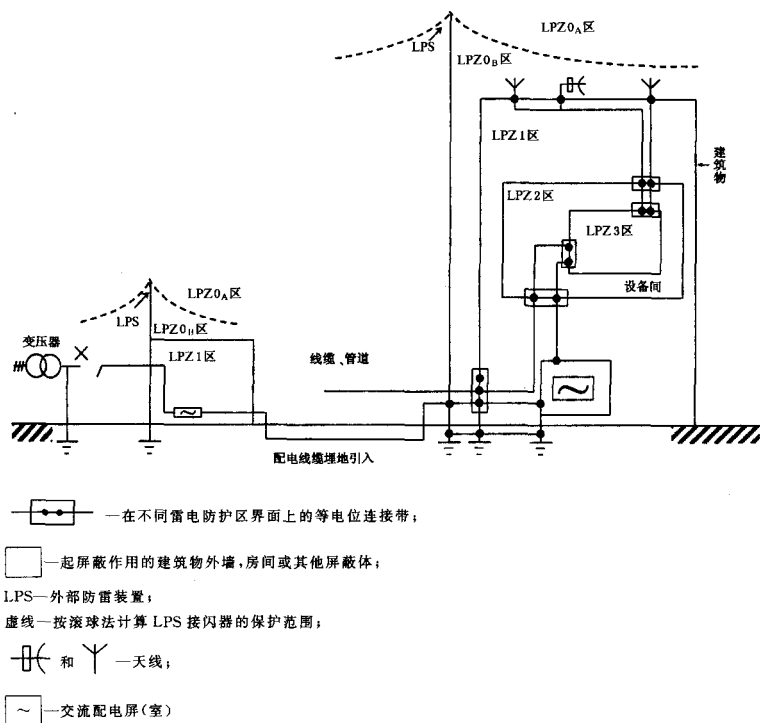 LPZ0A区
LPS
LPZ0B区
LPZ1区
建筑物
LPZ2区
LPZ3区
设备间
LPZ0A区
LPS
LPZ0B区
变压器
LPZ1区
线缆、管道
~
~
配电线缆埋地引入
—在不同雷电防护区界面上的等电位连接带;
—起屏蔽作用的建筑物外墙,房间或其他屏蔽体;
LPS—外部防雷装置;
虚线—按滚球法计算 LPS 接闪器的保护范围;
和 —天线;
~ —交流配电屏(室)